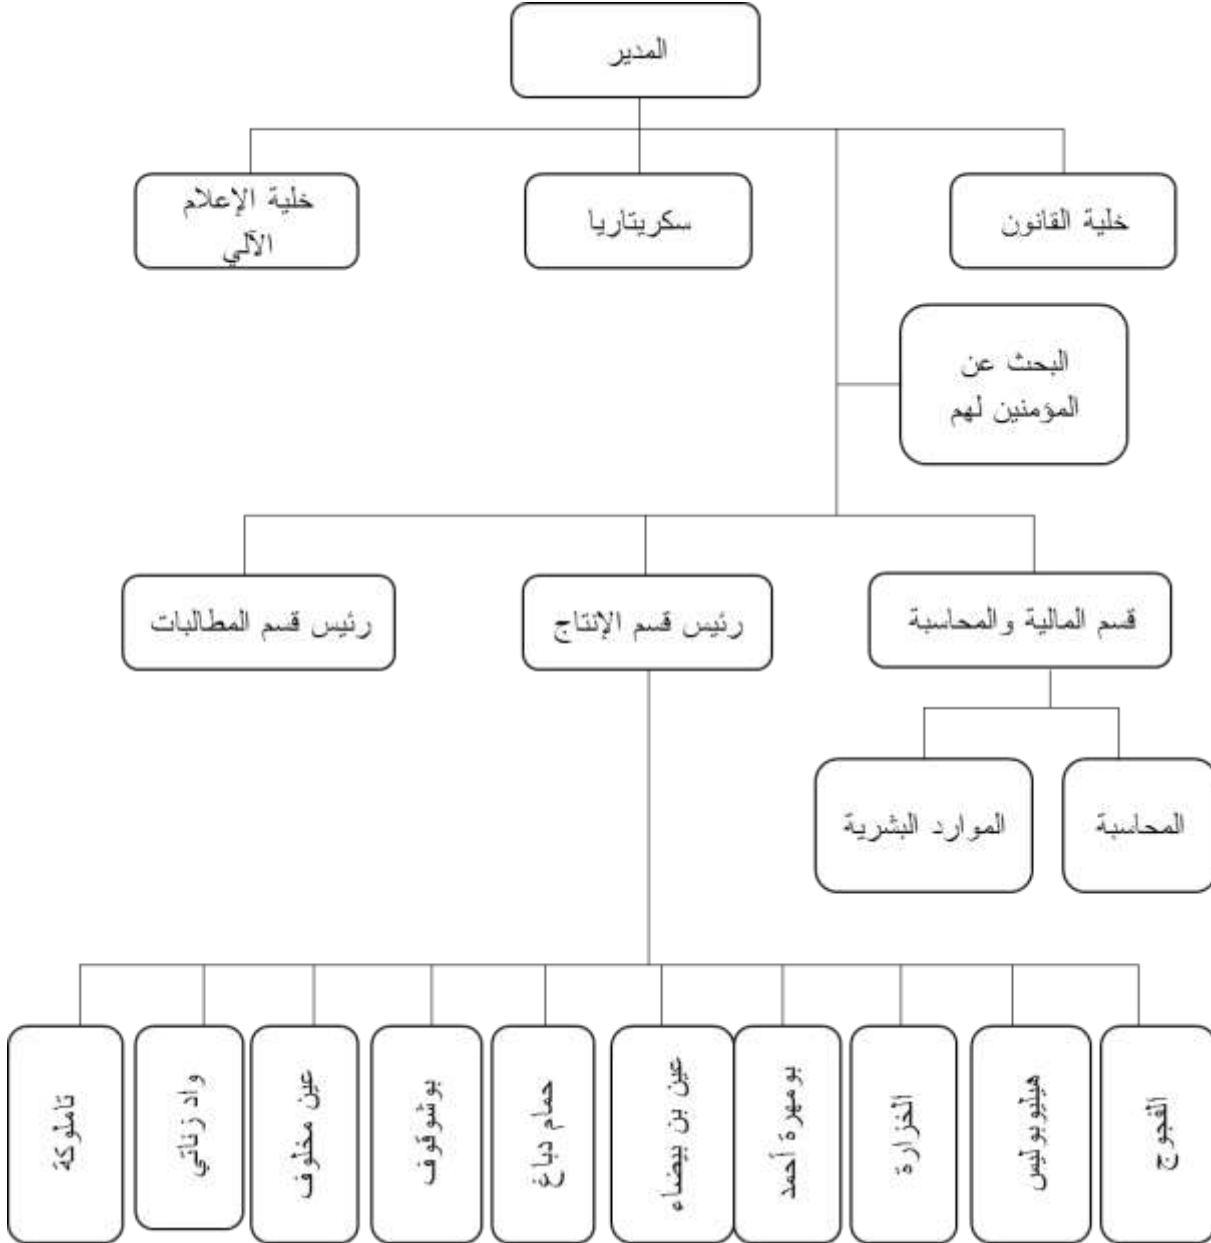 المدير
خلية القانون
سكريتاريا
خلية الإعلام
الآلي
البحث عن
المؤمنين لهم
قسم المالية والمحاسبة
رئيس قسم الإنتاج
رئيس قسم المطالبات
المحاسبة
الموارد البشرية
الفجوج
هيليوبوليس
الخزارة
بومهرة أحمد
عين بن بيضاء
حمام دباغ
بوشوقوف
عين مخلوف
واد زناتي
تاملوكة